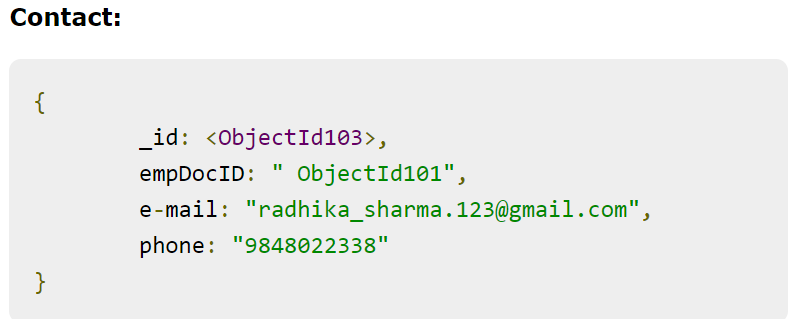 Contact:
{
_id: <ObjectId103>,
empDocID: " ObjectId101",
e-mail: "radhika_sharma.123@gmail.com",
phone: "9848022338"
}